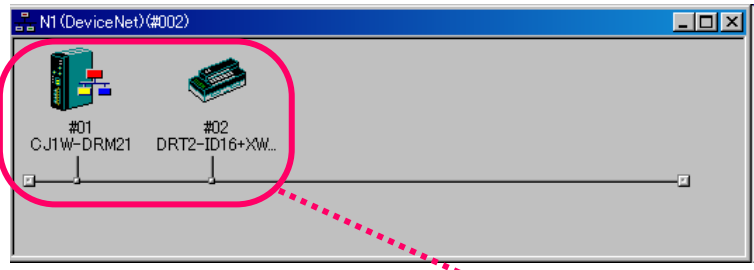 N1(DeviceNet)(#002)
#01
CJ1W-DRM21
#02
DRT2-ID16+XW...